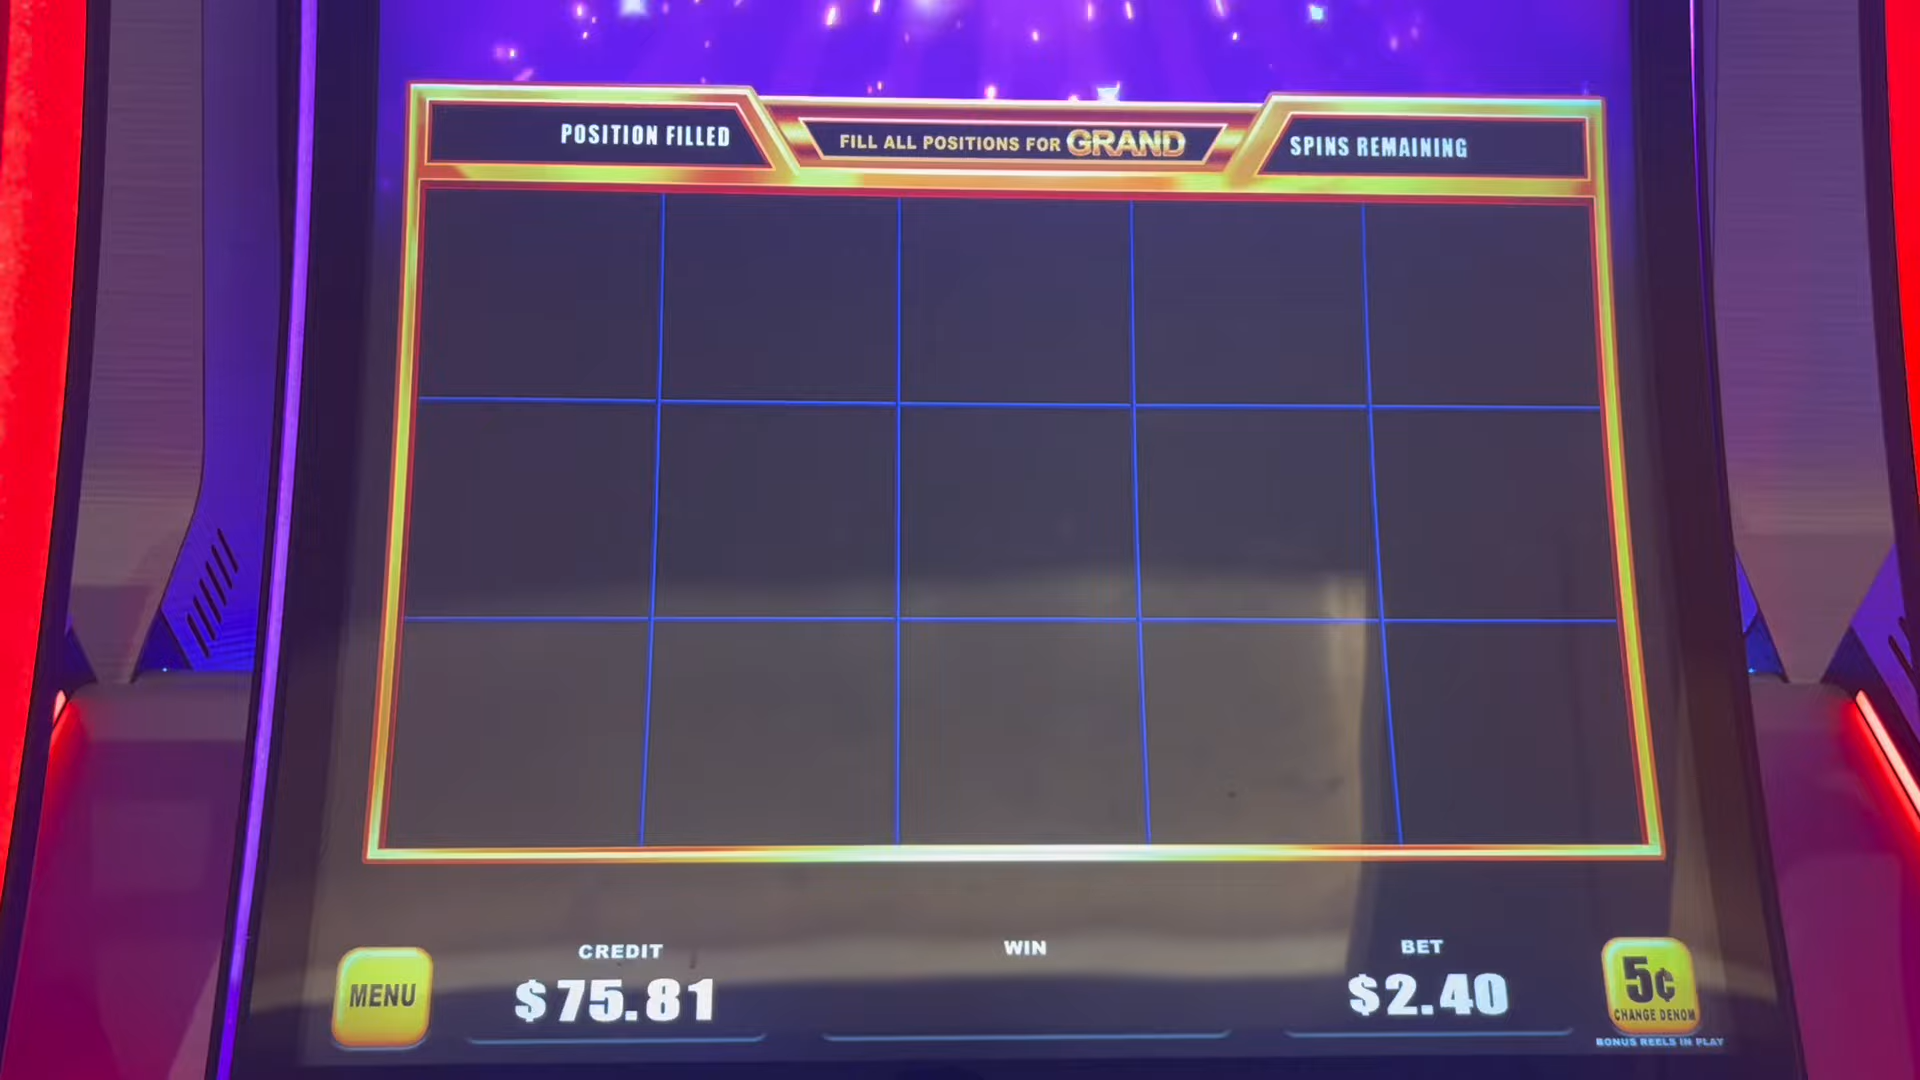 POSITION FILLED
FILL ALL POSITIONS FOR GRAND
SPINS REMAINING
CREDIT
WIN
BET
MENU
$75.81
$2.40
5¢
CHANGE DENOM
BONUS REELS IN PLAY